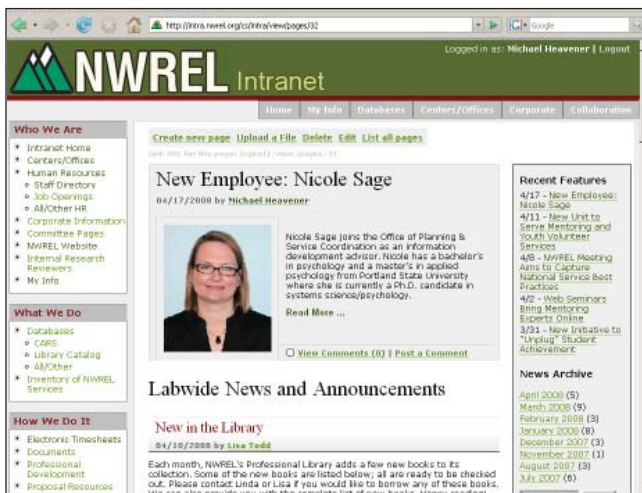 http://intra.nwrel.org/cs/intra/view/pages/32
Google
Logged in as: Michael Heavener | Logout
NWREL Intranet
Home My Info Databases Centers/Offices Corporate Collaboration
Who We Are
Intranet Home
Centers/Offices
Human Resources
Staff Directory
Job Openings
All/Other HR
Corporate Information
Committee Pages
NWREL Website
Internal Research
Reviewers
My Info
What We Do
Databases
CARS
Library Catalog
All/Other
Inventory of NWREL
Services
How We Do It
Electronic Timesheets
Documents
Professional
Development
Proposal Resources
Create new page Upload a File Delete Edit List all pages
New Employee: Nicole Sage
04/17/2008 by Michael Heavener
Nicole Sage joins the Office of Planning &
Service Coordination as an information
development advisor. Nicole has a bachelor's
in psychology and a master's in applied
psychology from Portland State University
where she is currently a Ph.D. candidate in
systems science/psychology.
Read More ...
View Comments (0) | Post a Comment
Labwide News and Announcements
New in the Library
04/10/2008 by Lisa Todd
Each month, NWREL's Professional Library adds a few new books to its
collection. Some of the new books are listed below; all are ready to be checked
out. Please contact Linda or Lisa if you would like to borrow any of these books.
We can also provide you with the complete list of new books. Happy reading!
Recent Features
4/17 - New Employee:
Nicole Sage
4/11 - New Unit to
Serve Mentoring and
Youth Volunteer
Services
4/8 - NWREL Meeting
Aims to Capture
National Service Best
Practices
4/2 - Web Seminars
Bring Mentoring
Experts Online
3/31 - New Initiative to
"Unplug" Student
Achievement
News Archive
April 2008 (5)
March 2008 (9)
February 2008 (3)
January 2008 (8)
December 2007 (3)
November 2007 (1)
August 2007 (3)
July 2007 (6)